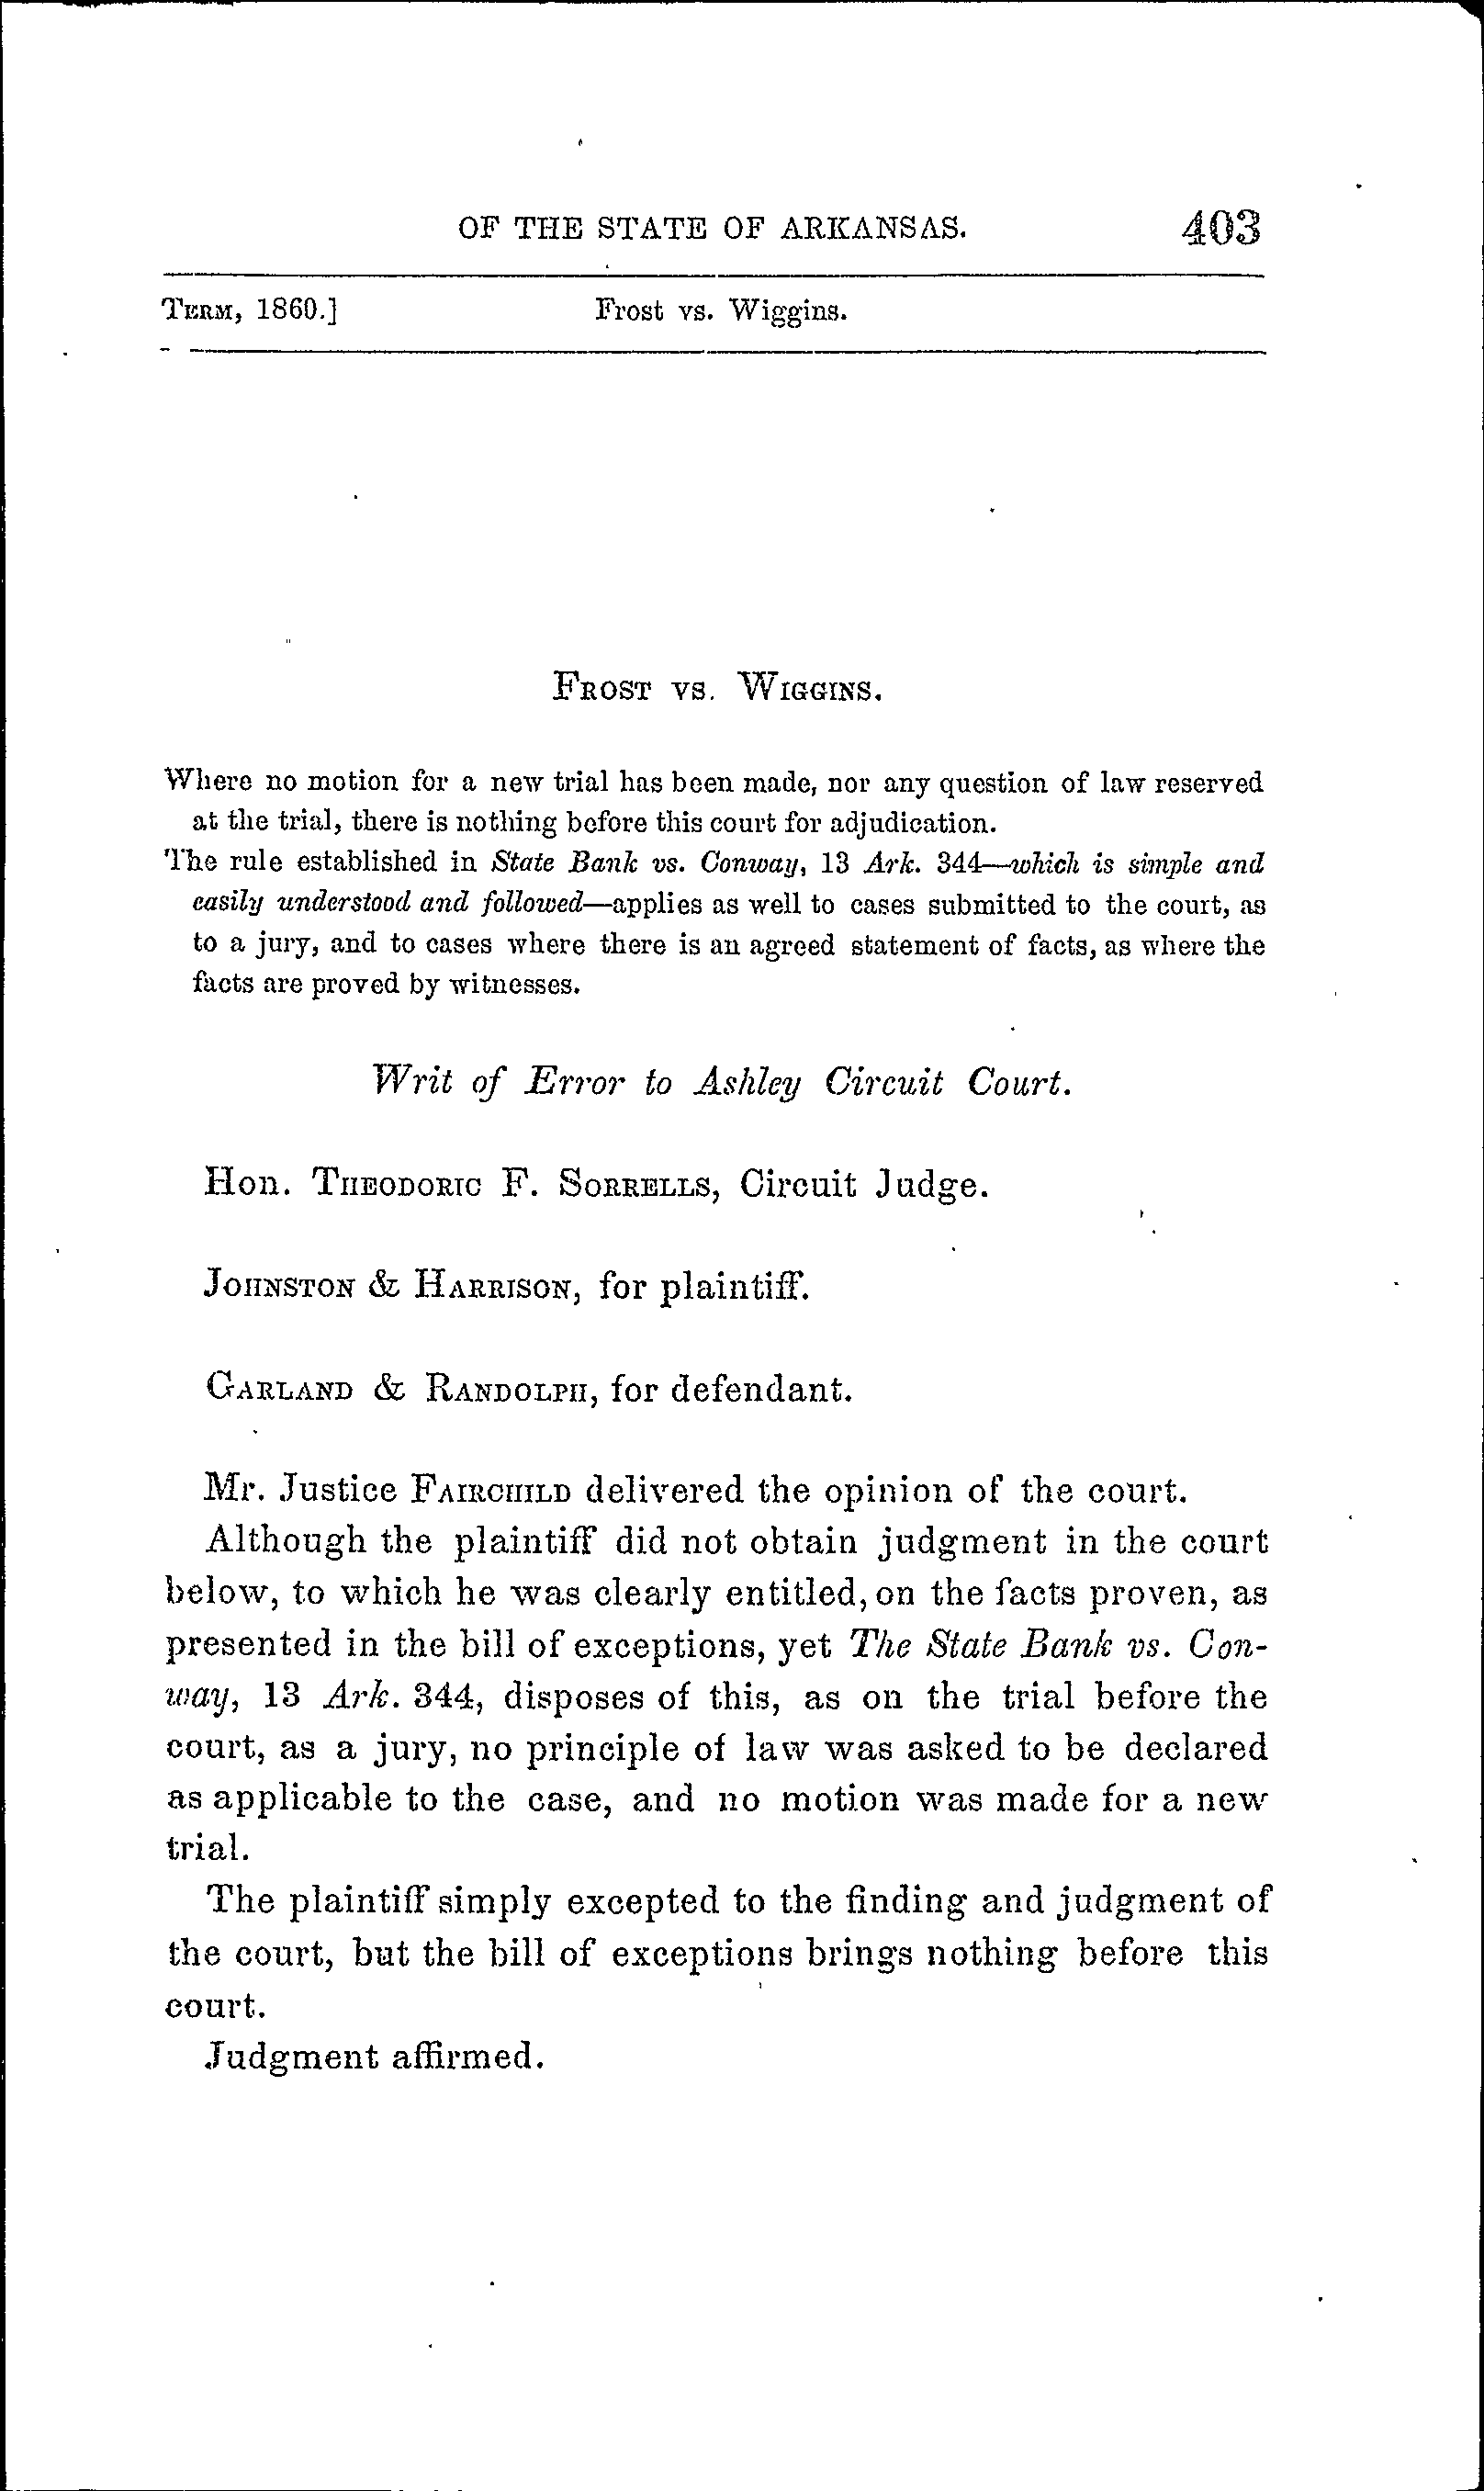 OF THE STATE OF ARKANSAS. 403
TERM, 1860.] Frost vs. Wiggins.
FROST VS. WIGGINS.
Where no motion for a new trial has been made, nor any question of law reserved
at the trial, there is nothing before this court for adjudication.
The rule established in State Bank vs. Conway, 13 Ark. 344—which is simple and
easily understood and followed—applies as well to cases submitted to the court, as
to a jury, and to cases where there is an agreed statement of facts, as where the
facts are proved by witnesses.
Writ of Error to Ashley Circuit Court.
Hon. THEODORIC F. SORRELLS, Circuit Judge.
JOHNSTON & HARRISON, for plaintiff.
GARLAND & RANDOLPH, for defendant.
Mr. Justice FAIRCHILD delivered the opinion of the court.
Although the plaintiff did not obtain judgment in the court
below, to which he was clearly entitled, on the facts proven, as
presented in the bill of exceptions, yet The State Bank vs. Con-
way, 13 Ark. 344, disposes of this, as on the trial before the
court, as a jury, no principle of law was asked to be declared
as applicable to the case, and no motion was made for a new
trial.
The plaintiff simply excepted to the finding and judgment of
the court, but the bill of exceptions brings nothing before this
court.
Judgment affirmed.